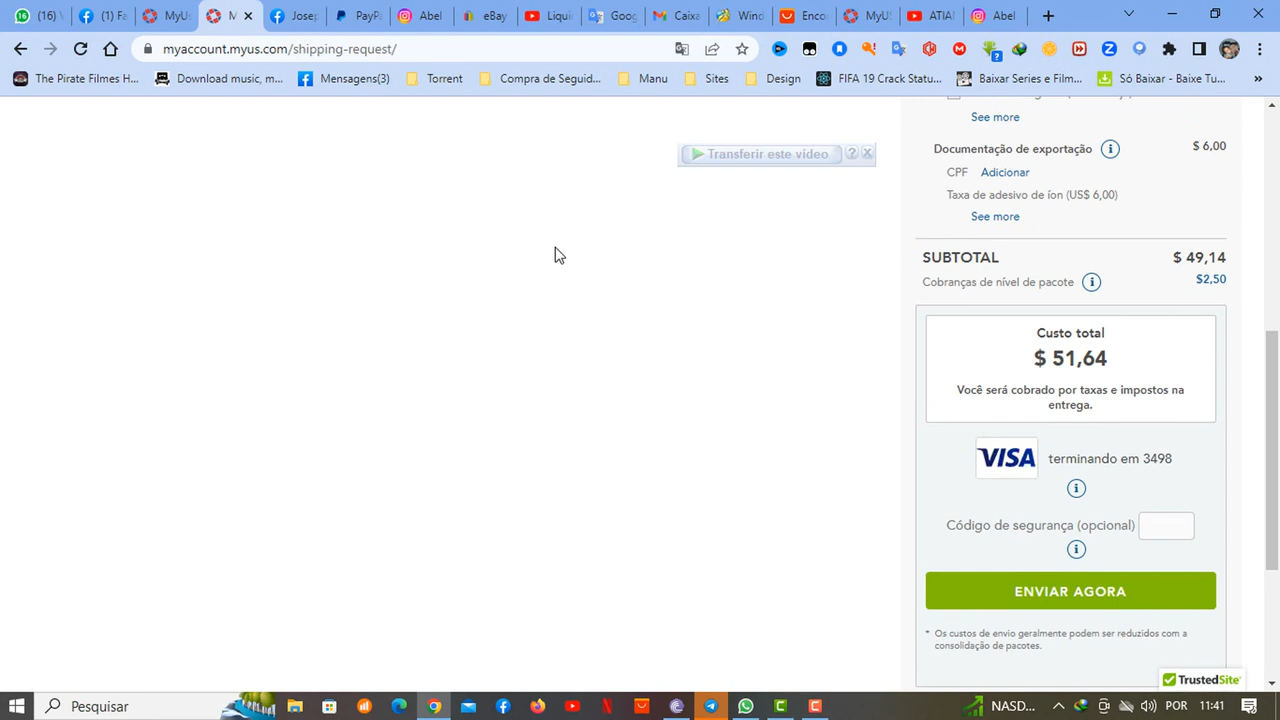 (16) V
(1) Fa
MyUs
M
Josep
PayPa
Abel
eBay
Liqui
Goog
Caixa
Wind
Enco
MyUS
ATIAI
Abel
myaccount.myus.com/shipping-request/
The Pirate Filmes H...
Download music, m...
Mensagens(3)
Torrent
Compra de Seguid...
Manu
Sites
Design
FIFA 19 Crack Statu...
Baixar Series e Film...
Só Baixar - Baixe Tu...
»
See more
Transferir este vídeo
Documentação de exportação $ 6,00
CPF Adicionar
Taxa de adesivo de íon (US$ 6,00)
See more
SUBTOTAL $ 49,14
Cobranças de nível de pacote $2,50
Custo total
$ 51,64
Você será cobrado por taxas e impostos na
entrega.
VISA terminando em 3498
Código de segurança (opcional)
ENVIAR AGORA
* Os custos de envio geralmente podem ser reduzidos com a
consolidação de pacotes.
TrustedSite
Pesquisar
NASD...
POR
11:41